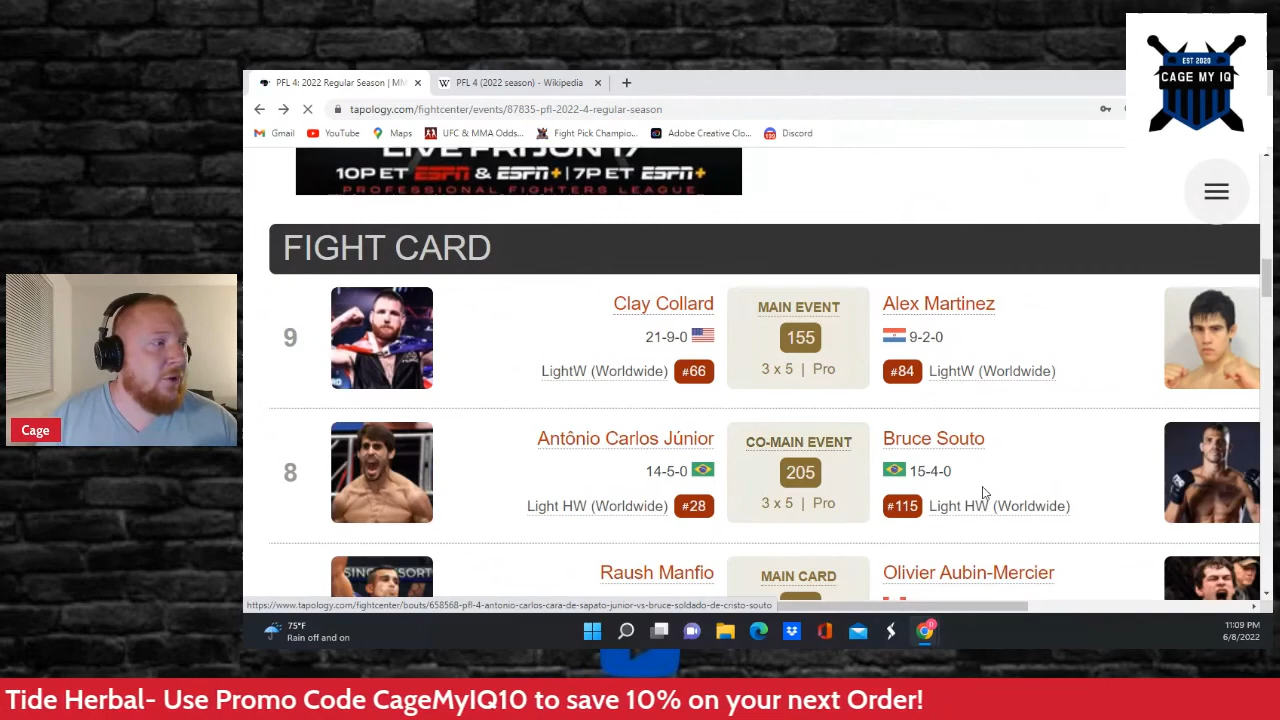 EST 2020
CAGE MY IQ
PFL 4: 2022 Regular Season | MM
W PFL 4 (2022 season) - Wikipedia
tapology.com/fightcenter/events/87835-pfl-2022-4-regular-season
Gmail YouTube Maps UFC & MMA Odds... Fight Pick Champio... Adobe Creative Clo... Discord
LIVE FRI JUN 17
10P ET ESPN & ESPN+ | 7P ET ESPN+
PROFESSIONAL FIGHTERS LEAGUE
FIGHT CARD
9 Clay Collard MAIN EVENT Alex Martinez
21-9-0 155 9-2-0
LightW (Worldwide) #66 3 x 5 | Pro #84 LightW (Worldwide)
8 Antônio Carlos Júnior CO-MAIN EVENT Bruce Souto
14-5-0 205 15-4-0
Light HW (Worldwide) #28 3 x 5 | Pro #115 Light HW (Worldwide)
Raush Manfio MAIN CARD Olivier Aubin-Mercier
https://www.tapology.com/fightcenter/bouts/658568-pfl-4-antonio-carlos-cara-de-sapato-junior-vs-bruce-soldado-de-cristo-souto
75°F
Rain off and on
11:09 PM
6/8/2022
Cage
Tide Herbal- Use Promo Code CageMyIQ10 to save 10% on your next Order!